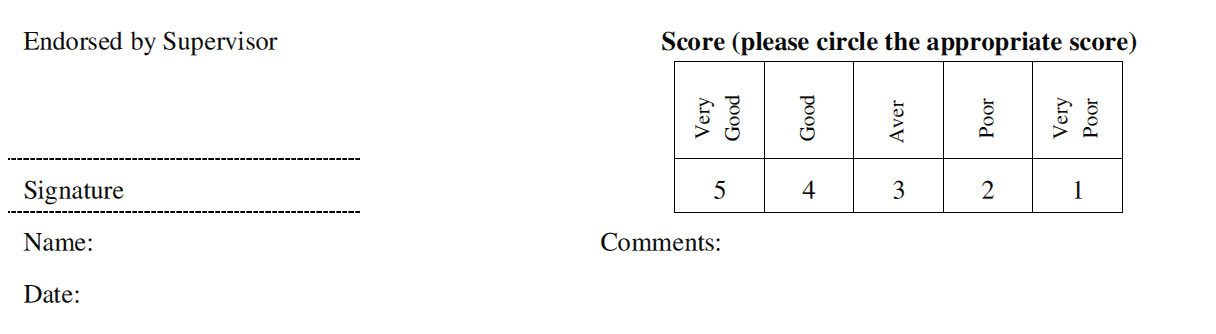 Endorsed by Supervisor
Score (please circle the appropriate score)
Very Good Good Aver Poor Very Poor
5 4 3 2 1
Signature
Name:
Comments:
Date: